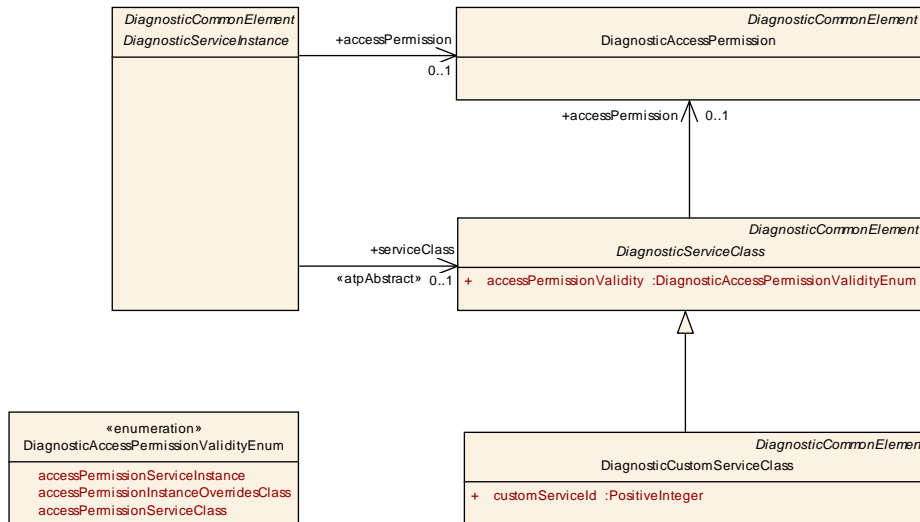 DiagnosticCommonElement
DiagnosticServiceInstance
+accessPermission
0..1
DiagnosticCommonElement
DiagnosticAccessPermission
+accessPermission
0..1
+serviceClass
«atpAbstract»
0..1
DiagnosticCommonElement
DiagnosticServiceClass
+ accessPermissionValidity :DiagnosticAccessPermissionValidityEnum
«enumeration»
DiagnosticAccessPermissionValidityEnum
accessPermissionServiceInstance
accessPermissionInstanceOverridesClass
accessPermissionServiceClass
DiagnosticCommonElement
DiagnosticCustomServiceClass
+ customServiceId :PositiveInteger